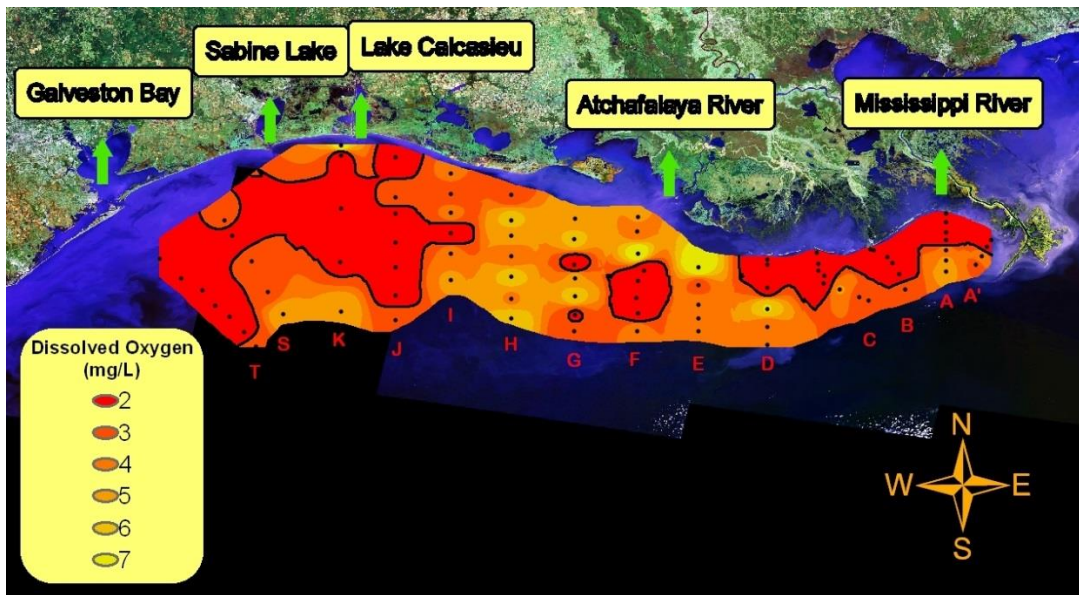 Sabine Lake
Lake Calcasieu
Galveston Bay
Atchafalaya River
Mississippi River
T
S
K
J
I
H
G
F
E
D
C
B
A
A'
Dissolved Oxygen
(mg/L)
2
3
4
5
6
7
N
W
E
S